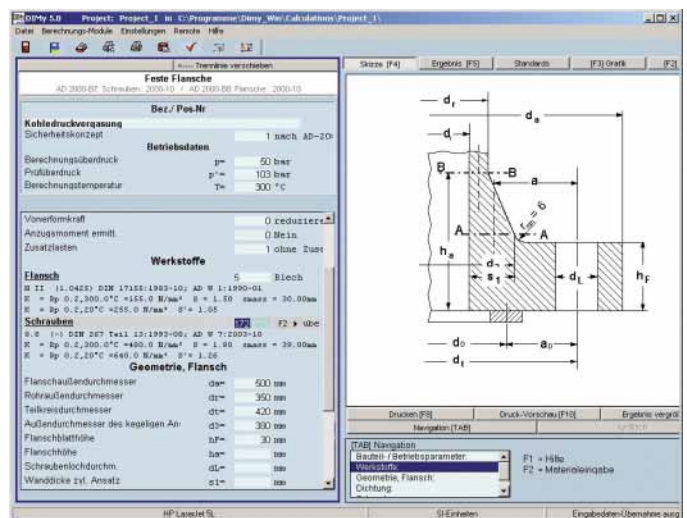 DIMy 5.0 Project: Project_1 in C:\Programme\Dimy_Win\Calculations\Project_1\
Datei Berechnungs-Module Einstellungen Remote Hilfe
<---- Trennlinie verschieben
Feste Flansche
AD 2000-B7: Schrauben: 2000-10 / AD 2000-B8: Flansche: 2000-10
Bez./ Pos-Nr
Kohledruckvergasung
Sicherheitskonzept 1 nach AD-20
Betriebsdaten
Berechnungsüberdruck p= 50 bar
Prüfüberdruck p'= 103 bar
Berechnungstemperatur T= 300 °C
Vorverformkraft 0 reduziere
Anzugsmoment ermitt. 0 Nein
Zusatzlasten 1 ohne Zusa
Werkstoffe
Flansch 5 Blech
H II (1.0425) DIN 17155:1983-10; AD W 1:1990-01
K = Rp 0.2,300.0°C =155.0 N/mm² S = 1.50 smax = 30.00mm
K = Rp 0.2,20°C =255.0 N/mm² S'= 1.05
Schrauben 572 F2 ▸ übe
8.8 (-) DIN 267 Teil 13:1993-08; AD W 7:2003-10
K = Rp 0.2,300.0°C =480.0 N/mm² S = 1.80 smax = 39.00mm
K = Rp 0.2,20°C =640.0 N/mm² S'= 1.26
Geometrie, Flansch
Flanschaußendurchmesser da= 500 mm
Rohraußendurchmesser dr= 350 mm
Teilkreisdurchmesser dt= 420 mm
Außendurchmesser des kegeligen An: d3= 380 mm
Flanschblatthöhe hF= 30 mm
Flanschhöhe ha= mm
Schraubenlochdurchm. dL= mm
Wanddicke zyl. Ansatz s1= mm
Skizze [F4] Ergebnis [F5] Standards [F3] Grafik [F2]
d r
d a
d i
B B
a
r min = 6
A A
h a
d
s 1
d L
h F
d D a D
d t
Drucken [F8] Druck-Vorschau [F10] Ergebnis vergröß
Navigation [TAB]
[TAB] Navigation
Bauteil- / Betriebsparameter:
Werkstoffe:
Geometrie, Flansch:
Dichtung:
F1 = Hilfe
F2 = Materialeingabe
HP LaserJet 5L SI-Einheiten Eingabedaten-Übernahme ausg